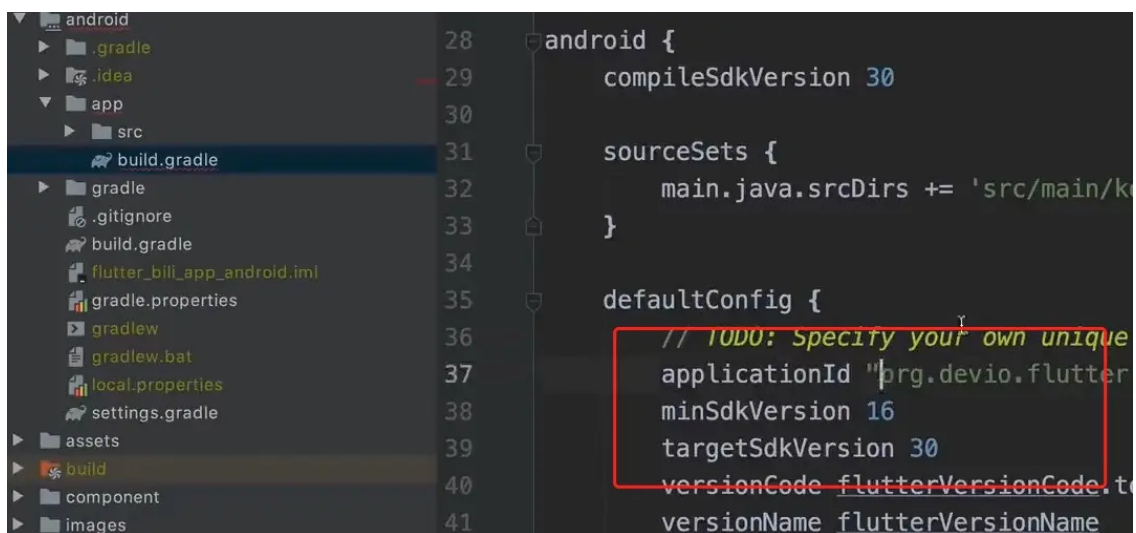 android
.gradle
.idea
app
src
build.gradle
gradle
.gitignore
build.gradle
flutter_bili_app_android.iml
gradle.properties
gradlew
gradlew.bat
local.properties
settings.gradle
assets
build
component
images
28 android {
29 compileSdkVersion 30
30
31 sourceSets {
32 main.java.srcDirs += 'src/main/ko
33 }
34
35 defaultConfig {
36 // TODO: Specify your own unique
37 applicationId "org.devio.flutter
38 minSdkVersion 16
39 targetSdkVersion 30
40 versionCode flutterVersionCode.to
41 versionName flutterVersionName